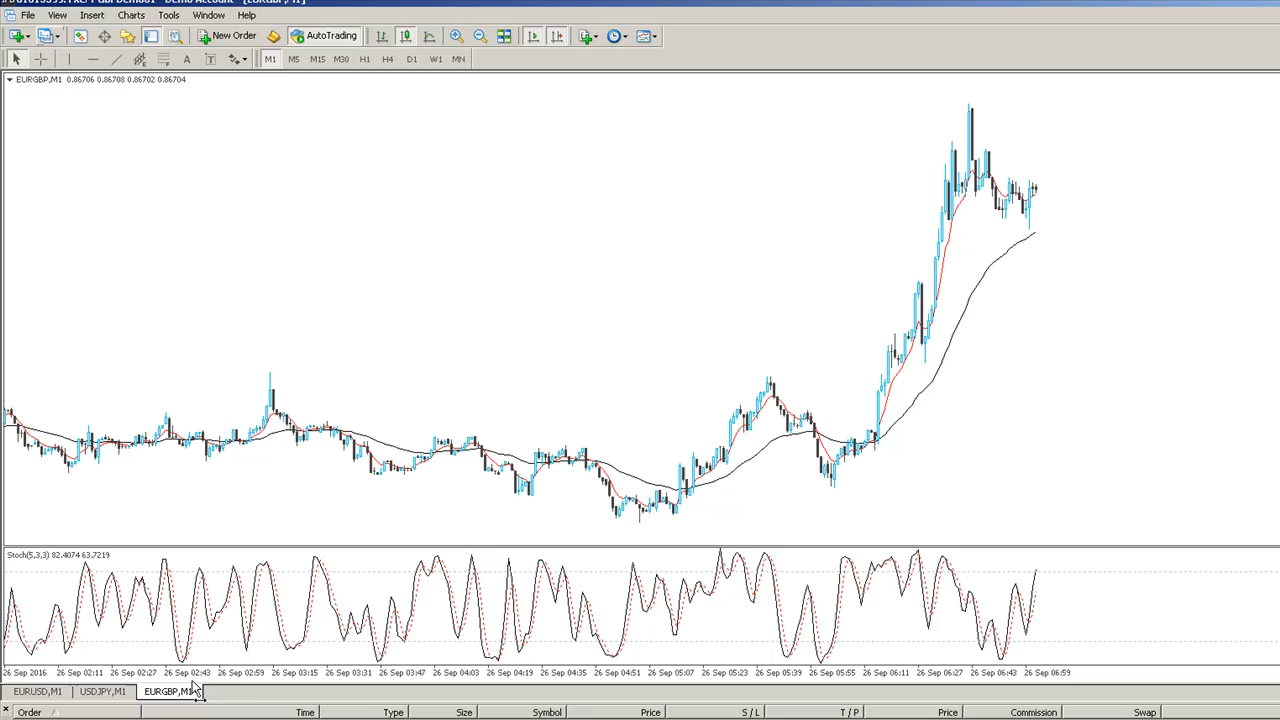 File View Insert Charts Tools Window Help
New Order AutoTrading
M1 M5 M15 M30 H1 H4 D1 W1 MN
EURGBP,M1 0.86706 0.86708 0.86702 0.86704
Stoch(5,3,3) 82.4074 63.7219
26 Sep 2016 26 Sep 02:11 26 Sep 02:27 26 Sep 02:43 26 Sep 02:59 26 Sep 03:15 26 Sep 03:31 26 Sep 03:47 26 Sep 04:03 26 Sep 04:19 26 Sep 04:35 26 Sep 04:51 26 Sep 05:07 26 Sep 05:23 26 Sep 05:39 26 Sep 05:55 26 Sep 06:11 26 Sep 06:27 26 Sep 06:43 26 Sep 06:59
EURUSD,M1 USDJPY,M1 EURGBP,M1
Order Time Type Size Symbol Price S / L T / P Price Commission Swap